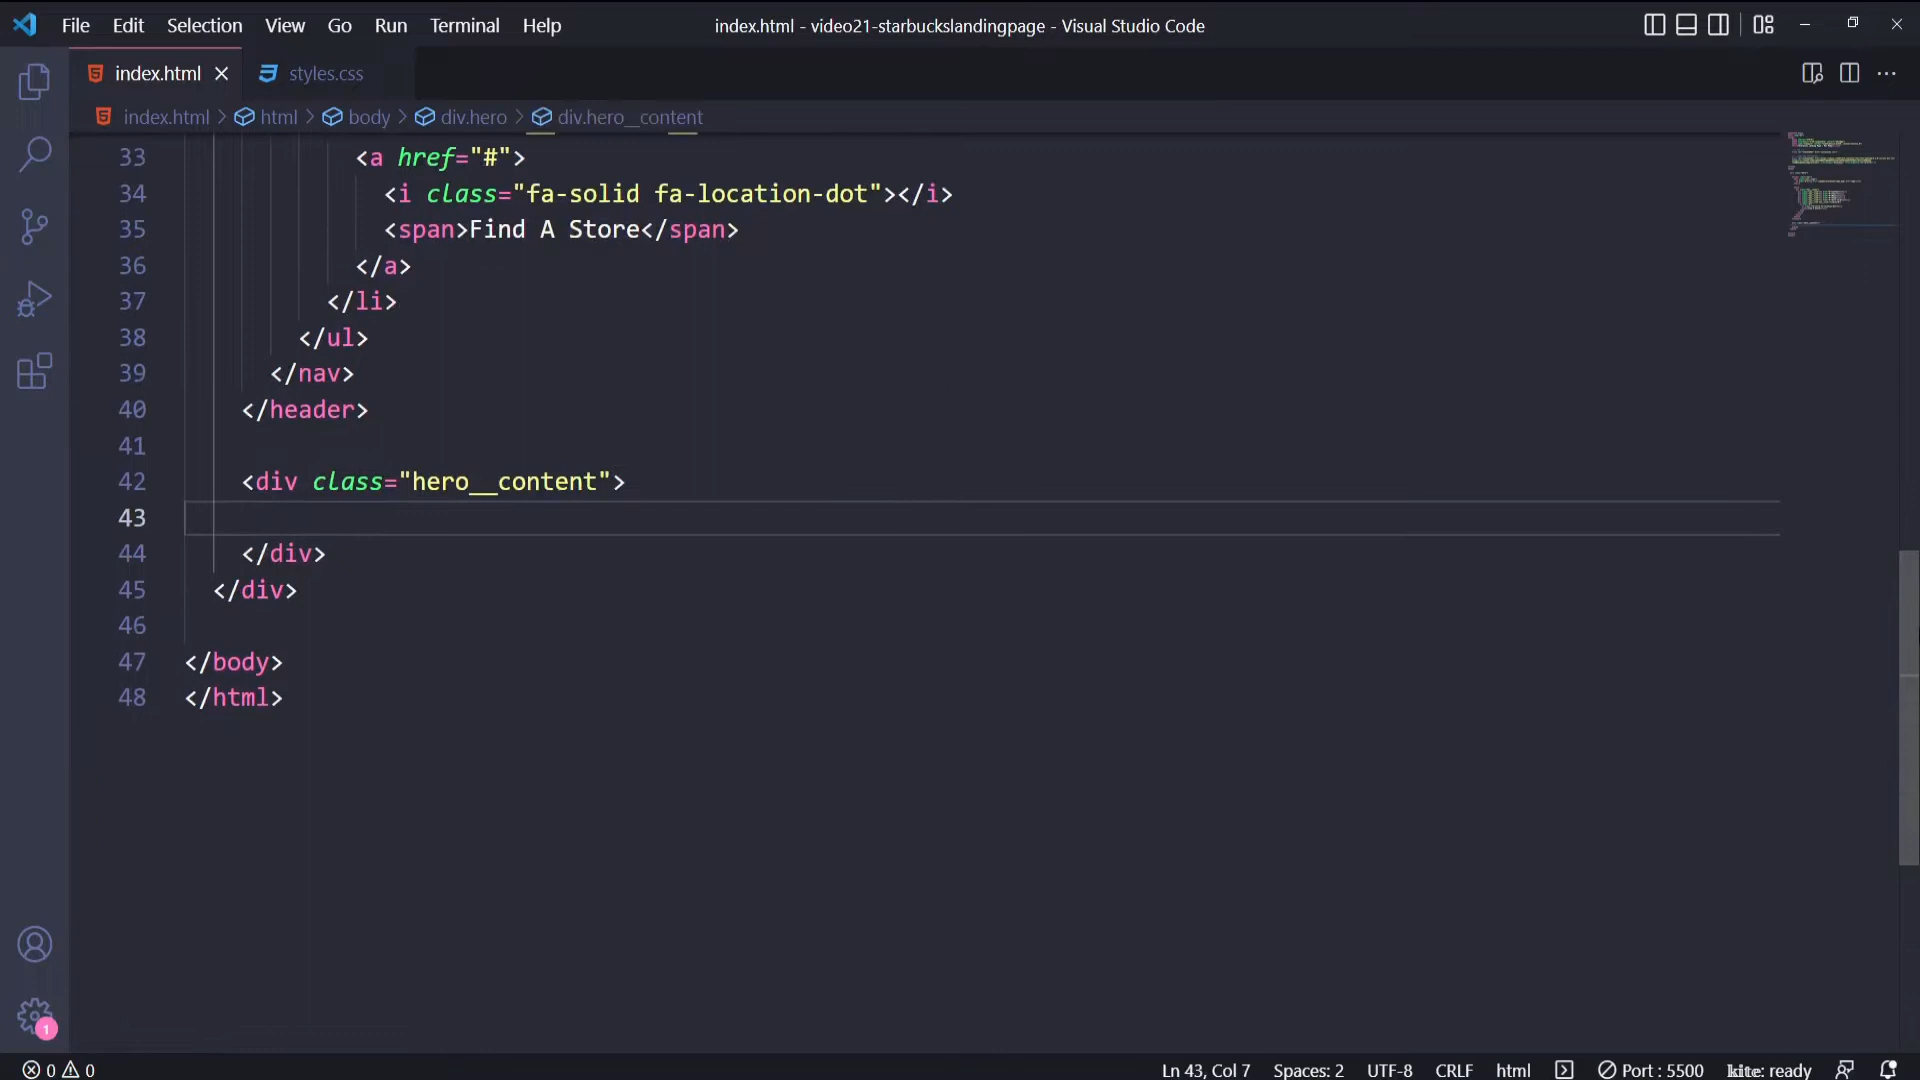 File Edit Selection View Go Run Terminal Help index.html - video21-starbuckslandingpage - Visual Studio Code
index.html styles.css
index.html > html > body > div.hero > div.hero__content
33 <a href="#">
34 <i class="fa-solid fa-location-dot"></i>
35 <span>Find A Store</span>
36 </a>
37 </li>
38 </ul>
39 </nav>
40 </header>
41
42 <div class="hero__content">
43
44 </div>
45 </div>
46
47 </body>
48 </html>
1
0 0 Ln 43, Col 7 Spaces: 2 UTF-8 CRLF html Port : 5500 kite: ready